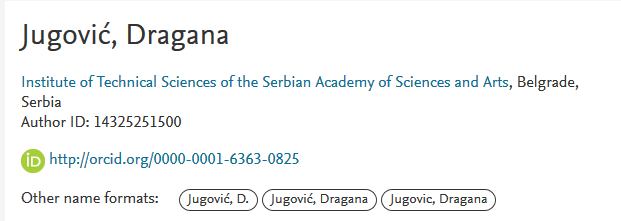 Jugović, Dragana
Institute of Technical Sciences of the Serbian Academy of Sciences and Arts, Belgrade,
Serbia
Author ID: 14325251500
iD http://orcid.org/0000-0001-6363-0825
Other name formats: Jugović, D. Jugović, Dragana Jugovic, Dragana